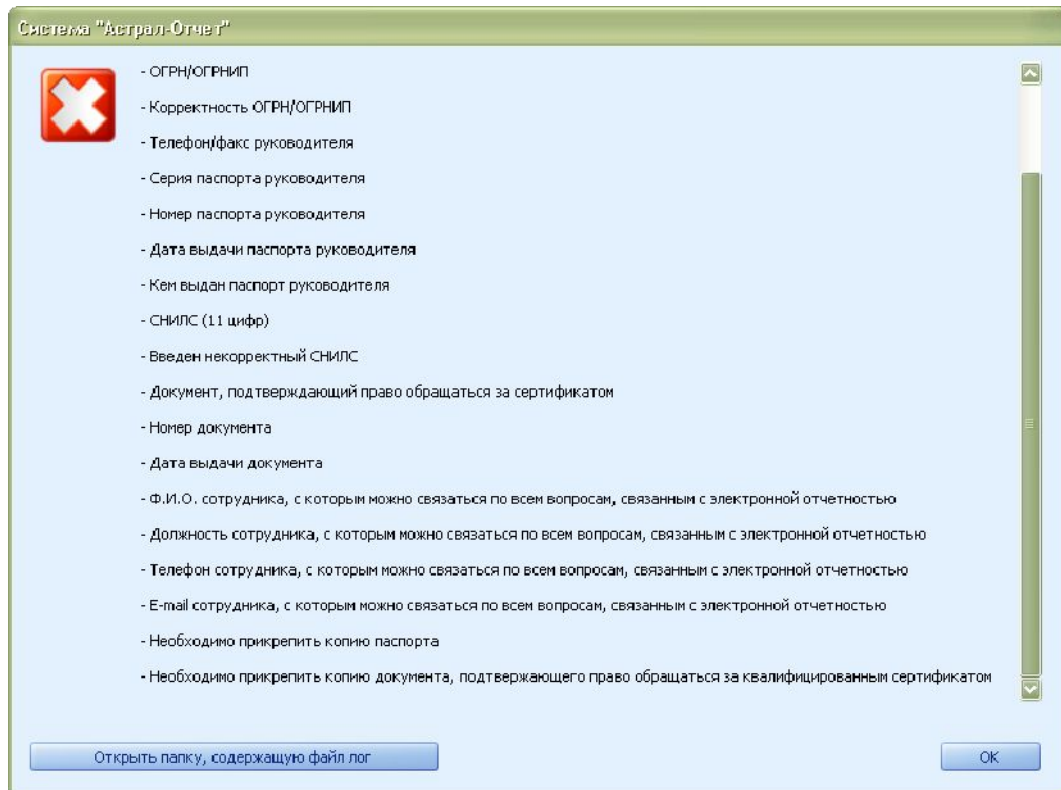 Система "Астрал-Отчет"
- ОГРН/ОГРНИП
- Корректность ОГРН/ОГРНИП
- Телефон/факс руководителя
- Серия паспорта руководителя
- Номер паспорта руководителя
- Дата выдачи паспорта руководителя
- Кем выдан паспорт руководителя
- СНИЛС (11 цифр)
- Введен некорректный СНИЛС
- Документ, подтверждающий право обращаться за сертификатом
- Номер документа
- Дата выдачи документа
- Ф.И.О. сотрудника, с которым можно связаться по всем вопросам, связанным с электронной отчетностью
- Должность сотрудника, с которым можно связаться по всем вопросам, связанным с электронной отчетностью
- Телефон сотрудника, с которым можно связаться по всем вопросам, связанным с электронной отчетностью
- E-mail сотрудника, с которым можно связаться по всем вопросам, связанным с электронной отчетностью
- Необходимо прикрепить копию паспорта
- Необходимо прикрепить копию документа, подтвержающего право обращаться за квалифицированным сертификатом
Открыть папку, содержащую файл лог
OK